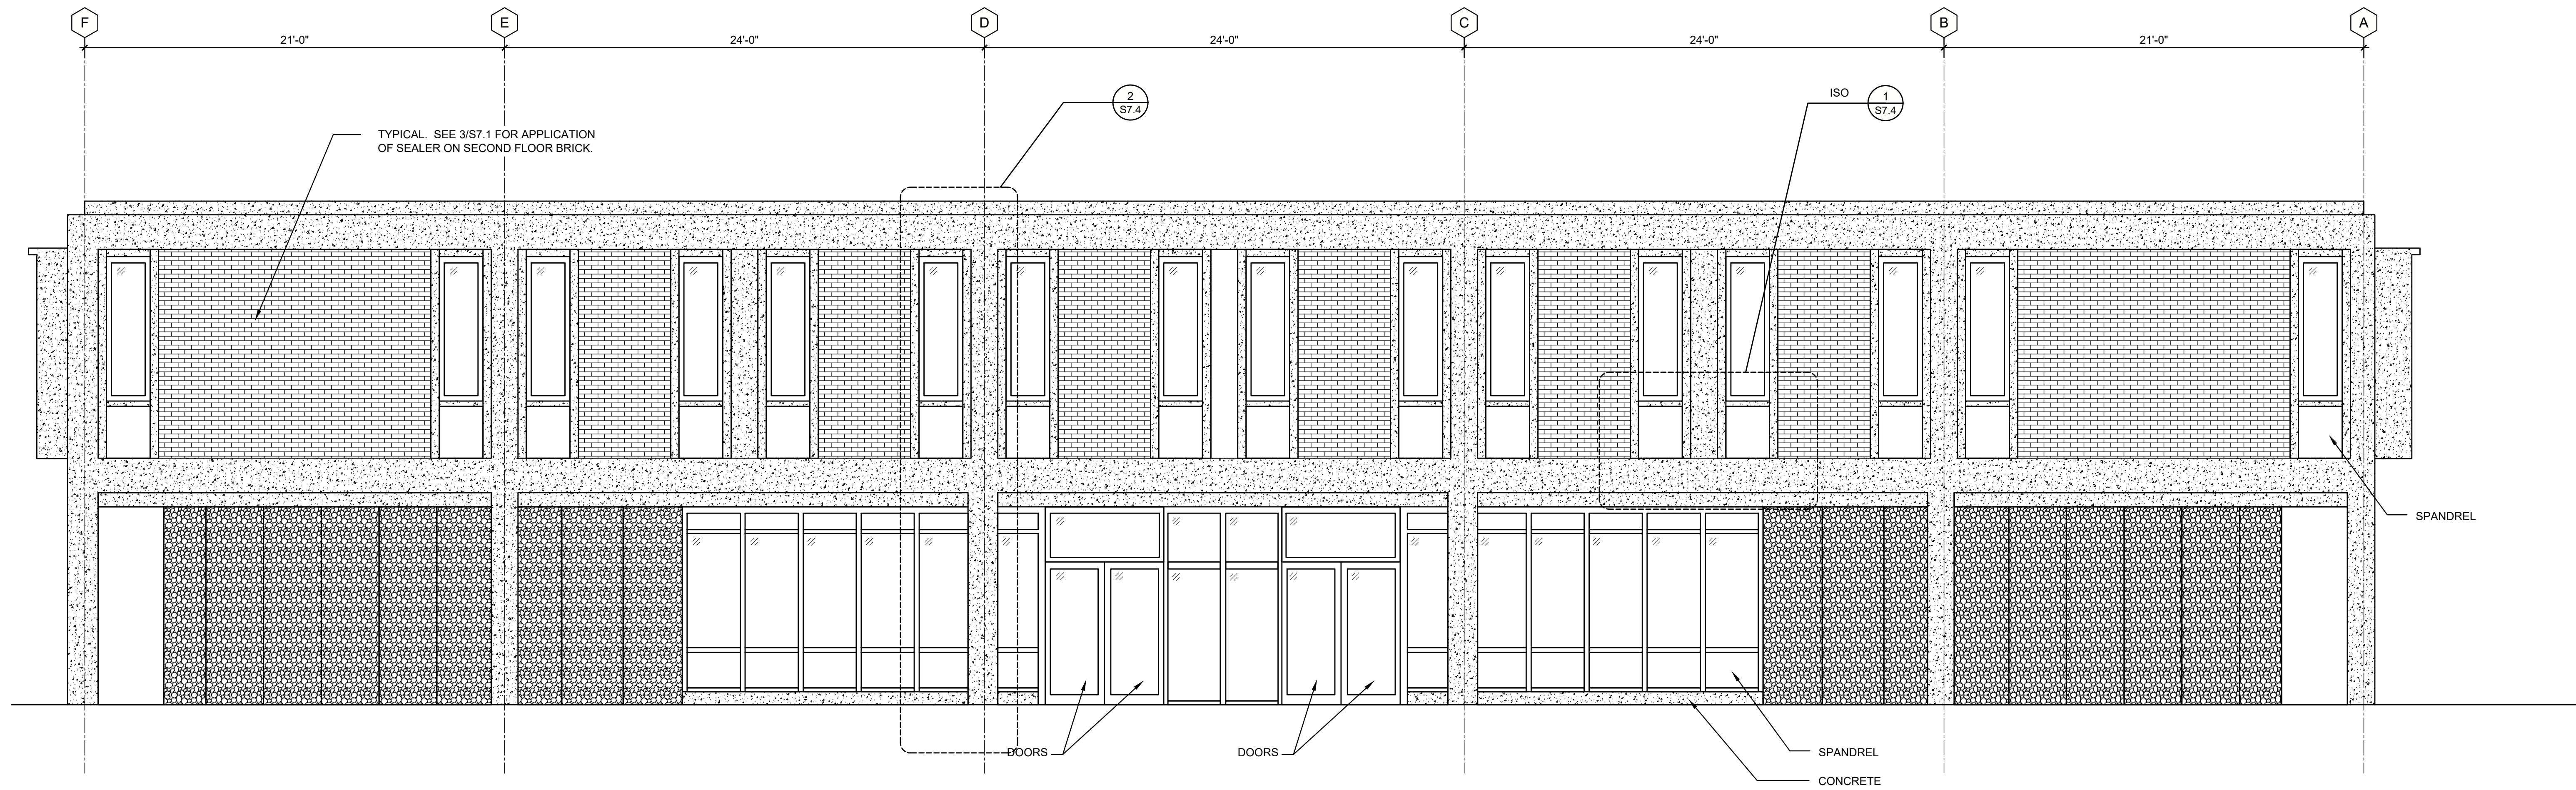 F
E
D
C
B
A
21'-0"
24'-0"
24'-0"
24'-0"
21'-0"
2
S7.4
ISO
1
S7.4
TYPICAL. SEE 3/S7.1 FOR APPLICATION
OF SEALER ON SECOND FLOOR BRICK.
SPANDREL
DOORS
DOORS
SPANDREL
CONCRETE